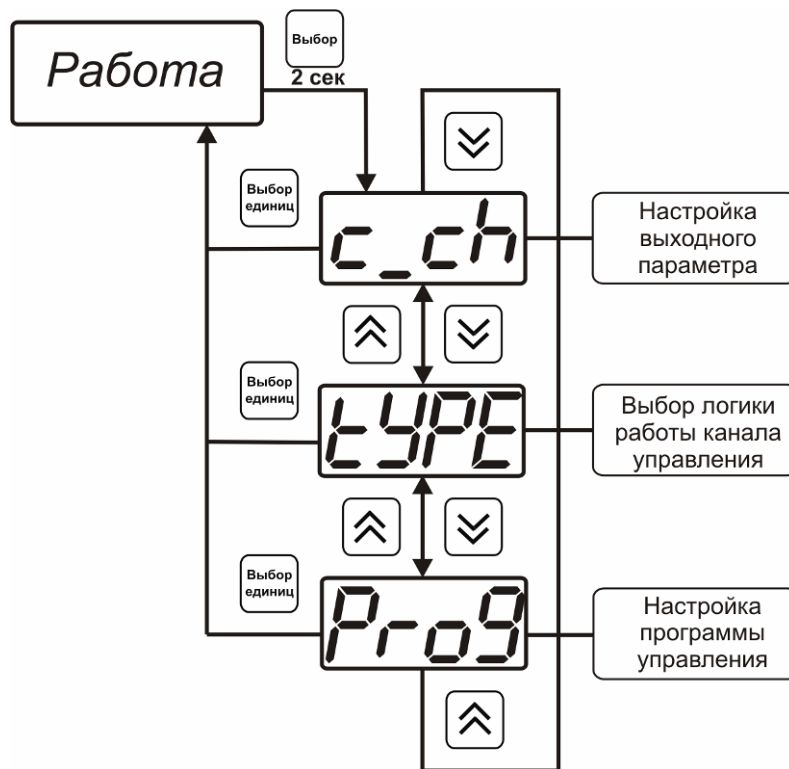 Работа
Выбор
2 сек
Выбор
единиц
c_ch
Настройка
выходного
параметра
Выбор
единиц
tYPE
Выбор логики
работы канала
управления
Выбор
единиц
Prog
Настройка
программы
управления